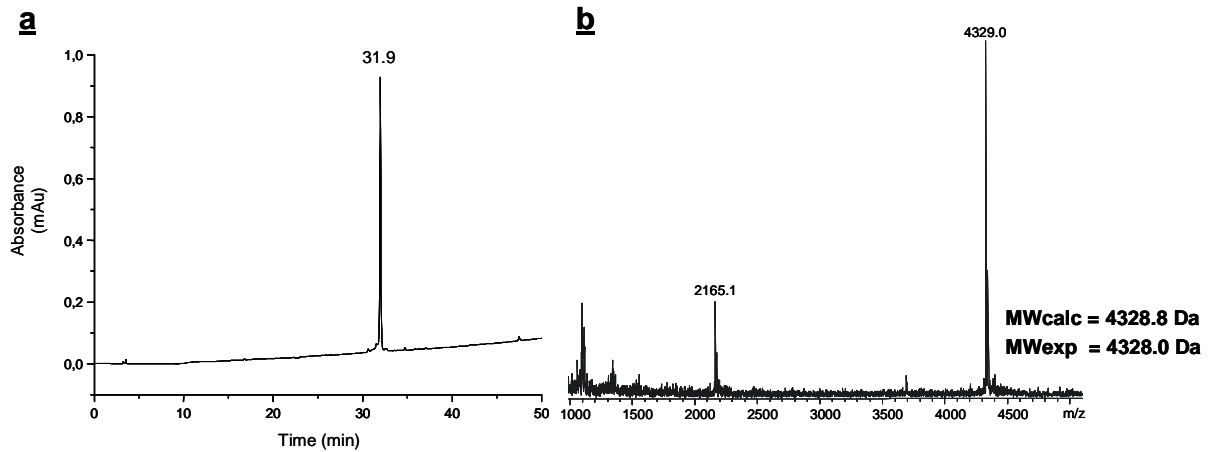 a
31.9
1,0
0,8
0,6
0,4
0,2
0,0
Absorbance
(mAu)
0 10 20 30 40 50
Time (min)
b
4329.0
2165.1
MWcalc = 4328.8 Da
MWexp = 4328.0 Da
1000 1500 2000 2500 3000 3500 4000 4500 m/z